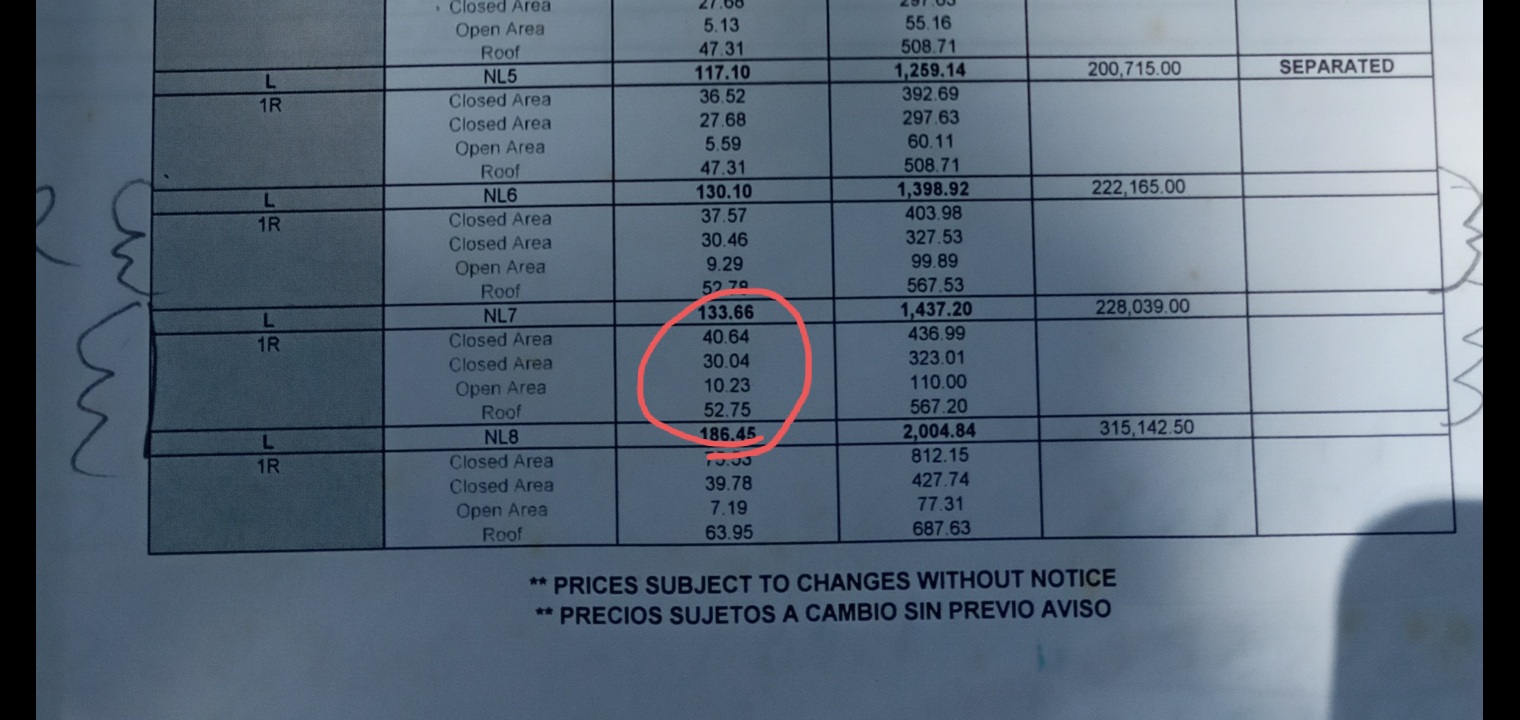 Closed Area 27.68 297.63
Open Area 5.13 55.16
Roof 47.31 508.71
L NL5 117.10 1,259.14 200,715.00 SEPARATED
1R Closed Area 36.52 392.69
Closed Area 27.68 297.63
Open Area 5.59 60.11
Roof 47.31 508.71
L NL6 130.10 1,398.92 222,165.00
1R Closed Area 37.57 403.98
Closed Area 30.46 327.53
Open Area 9.29 99.89
Roof 52.78 567.53
L NL7 133.66 1,437.20 228,039.00
1R Closed Area 40.64 436.99
Closed Area 30.04 323.01
Open Area 10.23 110.00
Roof 52.75 567.20
L NL8 186.45 2,004.84 315,142.50
1R Closed Area 812.15
Closed Area 39.78 427.74
Open Area 7.19 77.31
Roof 63.95 687.63
** PRICES SUBJECT TO CHANGES WITHOUT NOTICE
** PRECIOS SUJETOS A CAMBIO SIN PREVIO AVISO